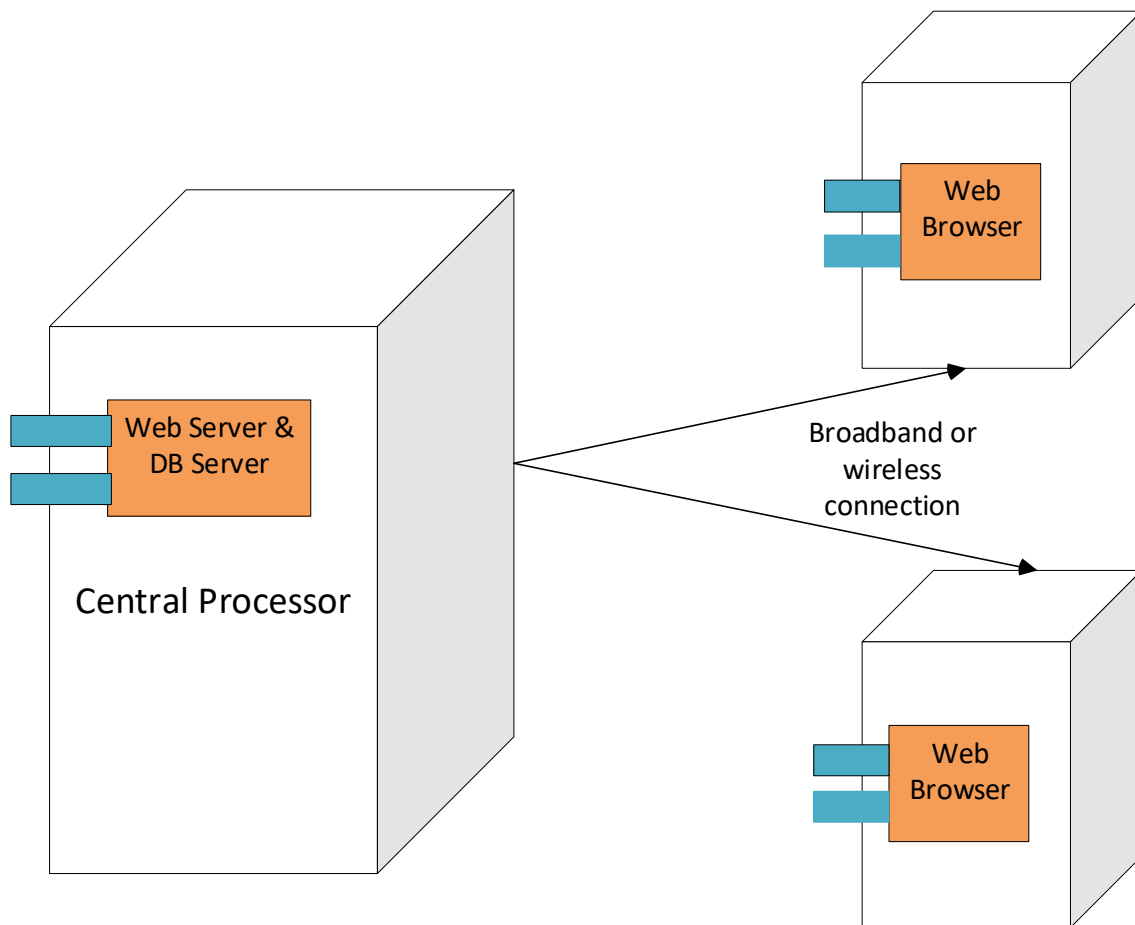 Web
Browser
Web Server &
DB Server
Broadband or
wireless
connection
Central Processor
Web
Browser